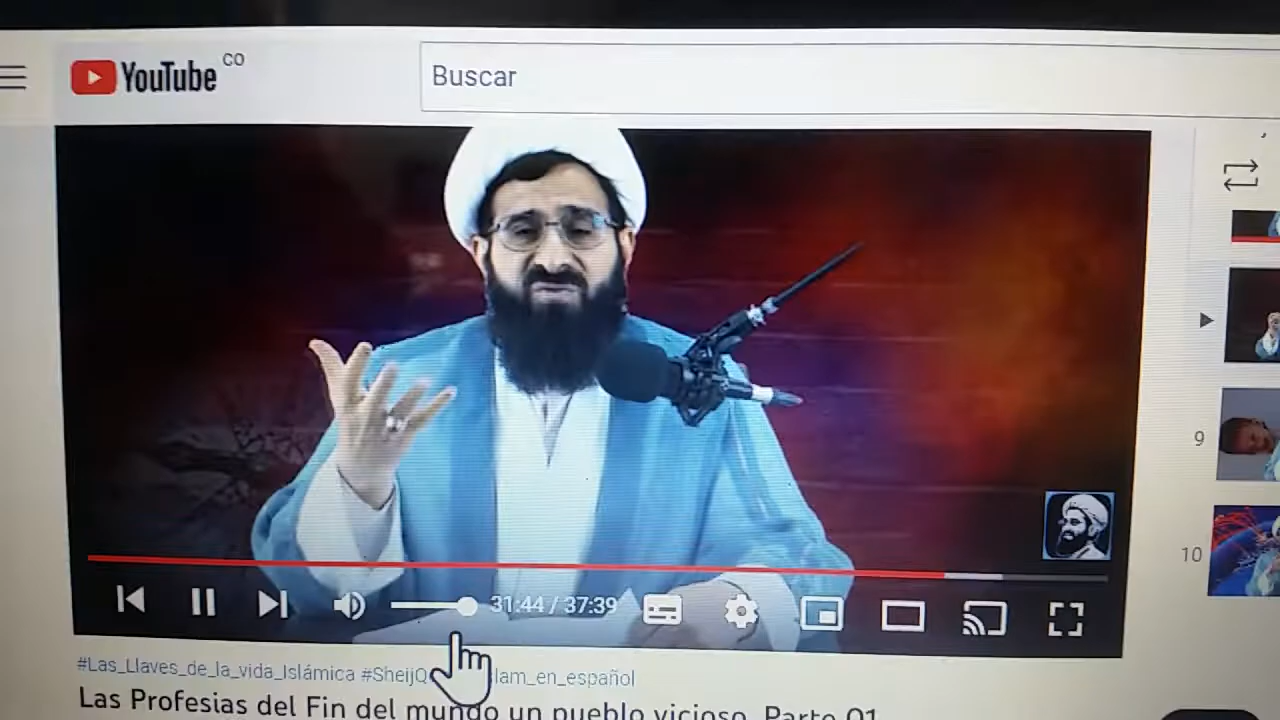 YouTube CO
Buscar
9
10
31:44 / 37:39
#Las_Llaves_de_la_vida_Islámica #SheijQ lam_en_español
Las Profesias del Fin del mundo un pueblo vicioso. Parte 01